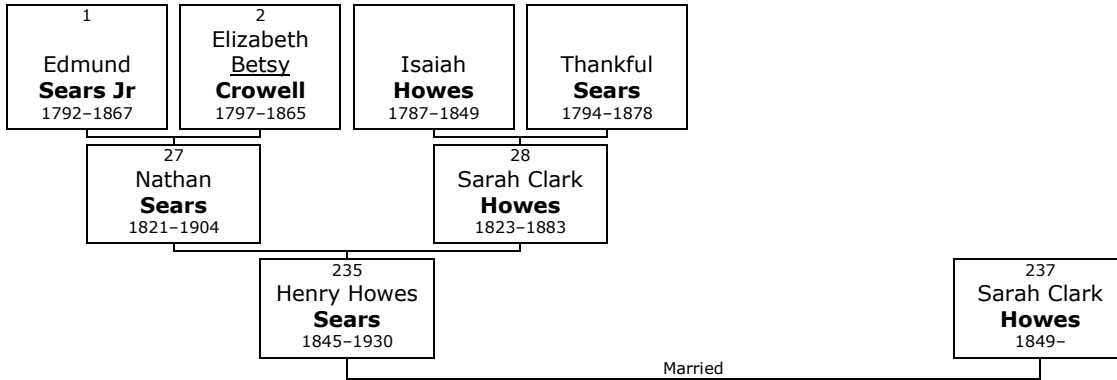 1
Edmund
Sears Jr
1792–1867
2
Elizabeth
Betsy
Crowell
1797–1865
Isaiah
Howes
1787–1849
Thankful
Sears
1794–1878
27
Nathan
Sears
1821–1904
28
Sarah Clark
Howes
1823–1883
235
Henry Howes
Sears
1845–1930
237
Sarah Clark
Howes
1849–
Married